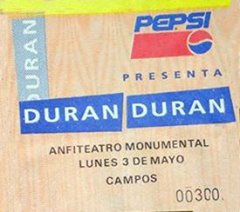 DURAN
PEPSI
PRESENTA
DURAN DURAN
ANFITEATRO MONUMENTAL
LUNES 3 DE MAYO
CAMPOS
00300